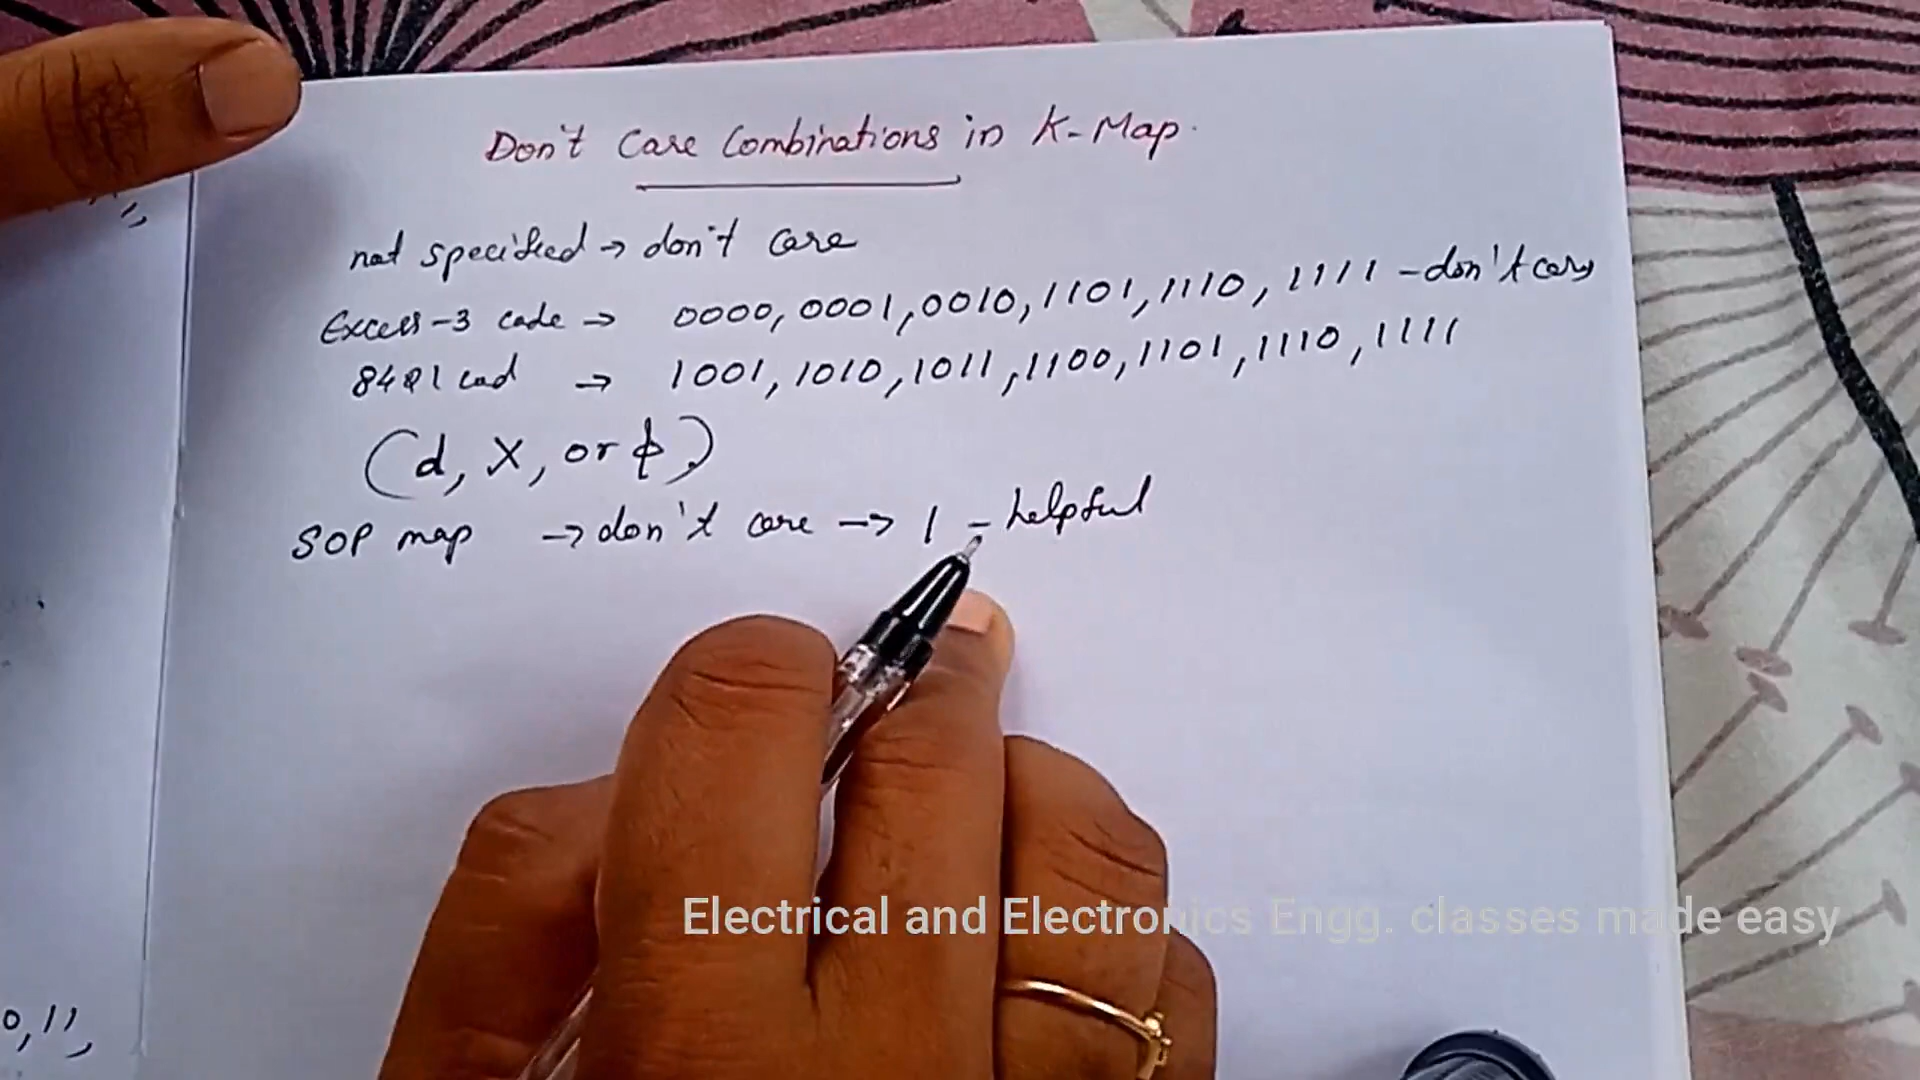 Don't Care Combinations in K-Map.
not specified → don't care
Excess-3 code → 0000, 0001, 0010, 1101, 1110, 1111 - don't care
8421 cod → 1001, 1010, 1011, 1100, 1101, 1110, 1111
(d, X, or ϕ)
SOP map → don't care → 1 - helpful
Electrical and Electronics Engg. classes made easy
0, 11,